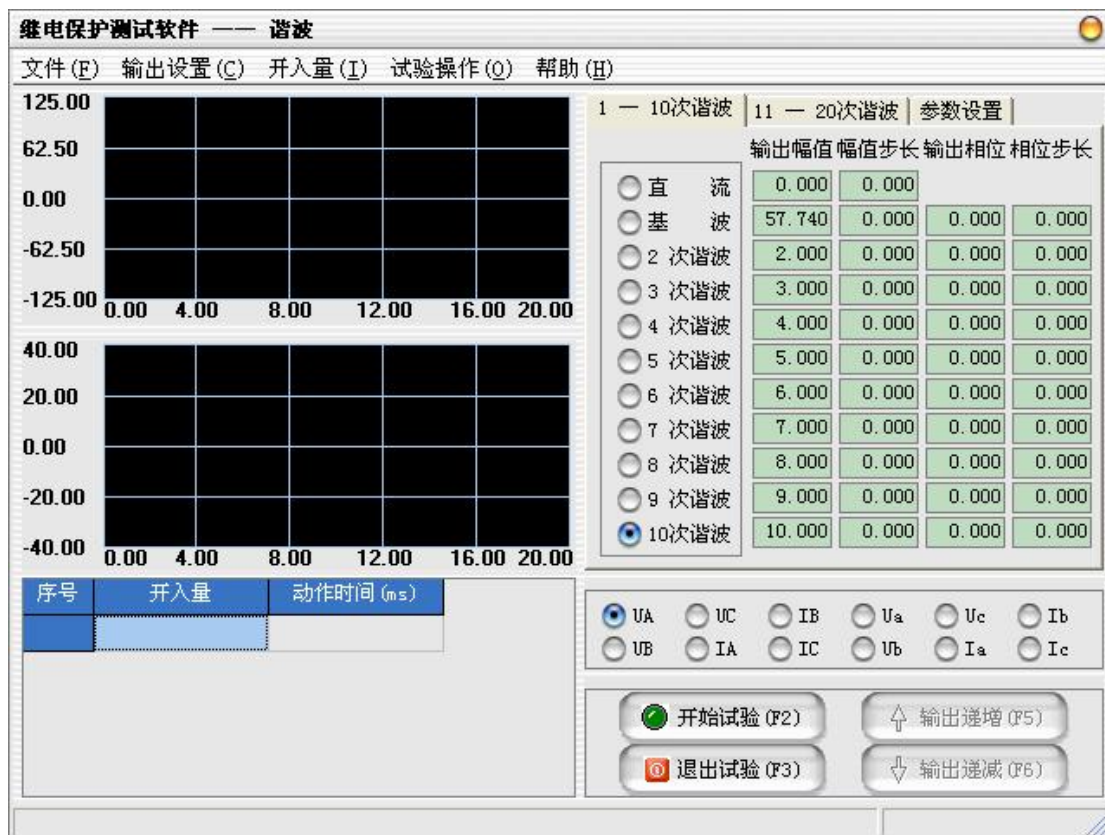 继电保护测试软件 —— 谐波
文件(F) 输出设置(C) 开入量(I) 试验操作(O) 帮助(H)
125.00
62.50
0.00
-62.50
-125.00
0.00 4.00 8.00 12.00 16.00 20.00
40.00
20.00
0.00
-20.00
-40.00
0.00 4.00 8.00 12.00 16.00 20.00
序号 开入量 动作时间(ms)
1 — 10次谐波 11 — 20次谐波 参数设置
输出幅值 幅值步长 输出相位 相位步长
直 流 0.000 0.000
基 波 57.740 0.000 0.000 0.000
2 次谐波 2.000 0.000 0.000 0.000
3 次谐波 3.000 0.000 0.000 0.000
4 次谐波 4.000 0.000 0.000 0.000
5 次谐波 5.000 0.000 0.000 0.000
6 次谐波 6.000 0.000 0.000 0.000
7 次谐波 7.000 0.000 0.000 0.000
8 次谐波 8.000 0.000 0.000 0.000
9 次谐波 9.000 0.000 0.000 0.000
10次谐波 10.000 0.000 0.000 0.000
UA UC IB Ua Uc Ib
UB IA IC Ub Ia Ic
开始试验(F2) 输出递增(F5)
退出试验(F3) 输出递减(F6)